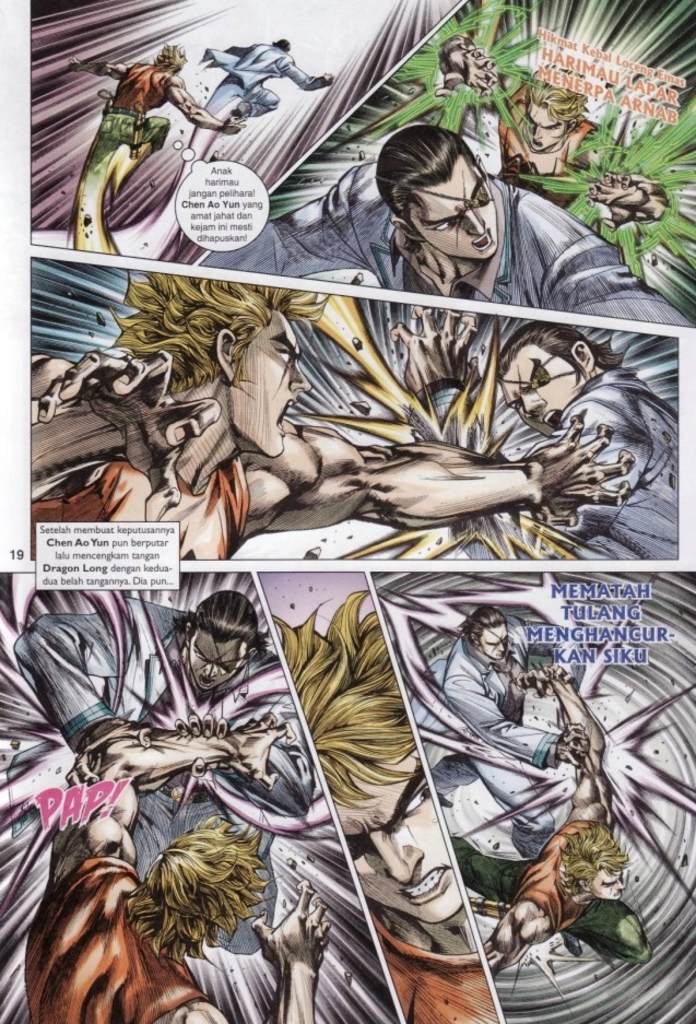 Hikmat Kebal Loceng Emas
HARIMAU LAPAR
MENERPA ARNAB
Anak
harimau
jangan pelihara!
Chen Ao Yun yang
amat jahat dan
kejam ini mesti
dihapuskan!
Setelah membuat keputusannya
Chen Ao Yun pun berputar
lalu mencengkam tangan
Dragon Long dengan kedua-
dua belah tangannya. Dia pun...
19
PAP!
MEMATAH
TULANG
MENGHANCUR-
KAN SIKU